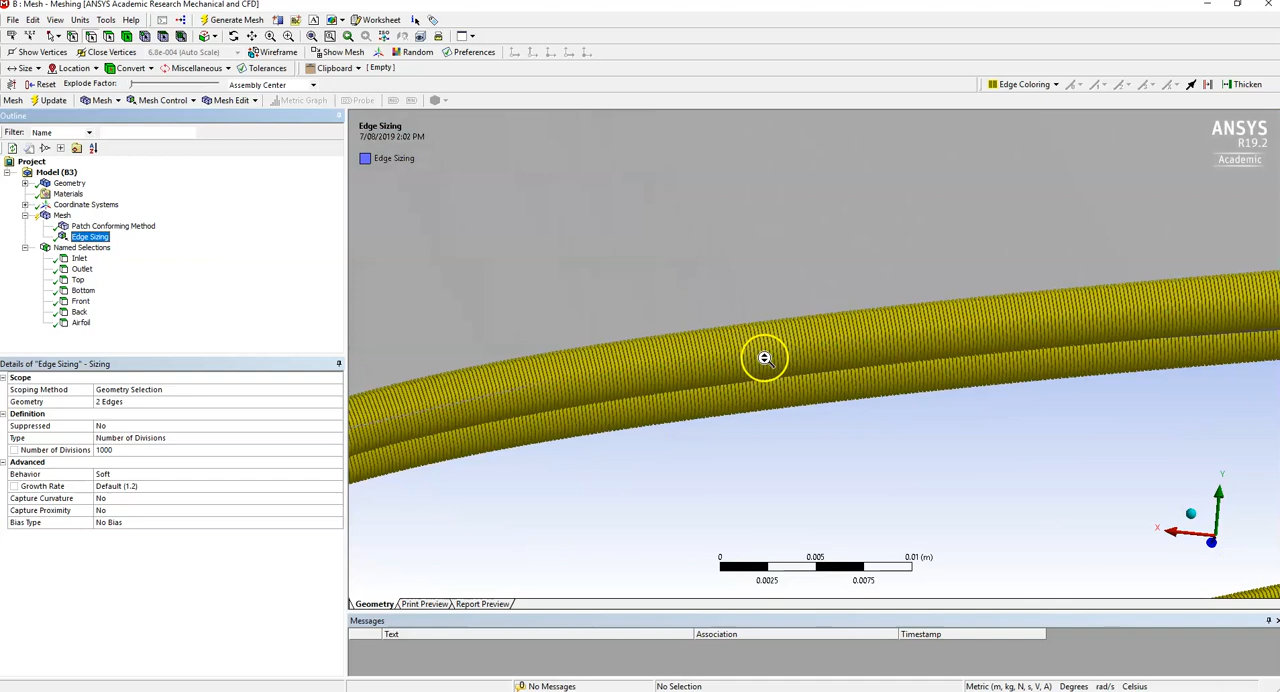 B : Mesh - Meshing [ANSYS Academic Research Mechanical and CFD]
File Edit View Units Tools Help Generate Mesh Worksheet
Show Vertices Close Vertices 6.8e-004 (Auto Scale) Wireframe Show Mesh Random Preferences
Size Location Convert Miscellaneous Tolerances Clipboard [Empty]
Reset Explode Factor: Assembly Center Edge Coloring Thicken
Mesh Update Mesh Mesh Control Mesh Edit Metric Graph Probe
Outline
Filter: Name
Project
Model (B3)
Geometry
Materials
Coordinate Systems
Mesh
Patch Conforming Method
Edge Sizing
Named Selections
Inlet
Outlet
Top
Bottom
Front
Back
Airfoil
Details of "Edge Sizing" - Sizing
Scope
Scoping Method Geometry Selection
Geometry 2 Edges
Definition
Suppressed No
Type Number of Divisions
Number of Divisions 1000
Advanced
Behavior Soft
Growth Rate Default (1.2)
Capture Curvature No
Capture Proximity No
Bias Type No Bias
Edge Sizing
7/08/2019 2:02 PM
Edge Sizing
ANSYS
R19.2
Academic
Y
X
0 0.005 0.01 (m)
0.0025 0.0075
Geometry Print Preview Report Preview
Messages
Text Association Timestamp
0 No Messages No Selection Metric (m, kg, N, s, V, A) Degrees rad/s Celsius